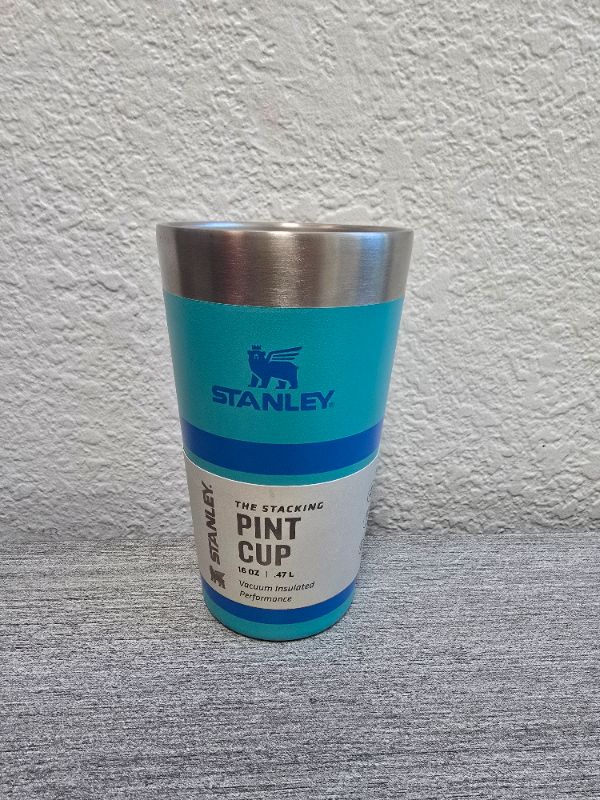 STANLEY
STANLEY
THE STACKING
PINT
CUP
16 OZ | .47 L
Vacuum Insulated
Performance